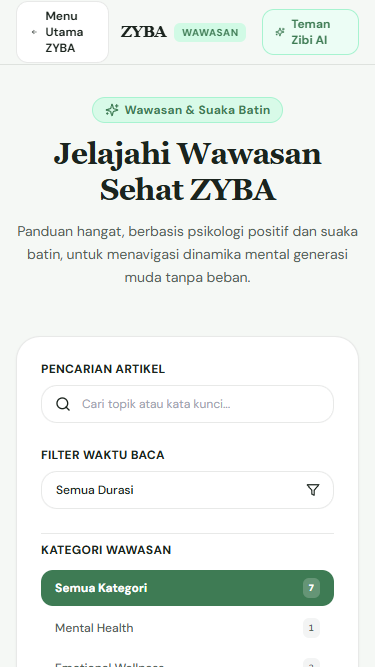 Menu
Utama
ZYBA
ZYBA
WAWASAN
Teman
Zibi AI
Wawasan & Suaka Batin
Jelajahi Wawasan
Sehat ZYBA
Panduan hangat, berbasis psikologi positif dan suaka
batin, untuk menavigasi dinamika mental generasi
muda tanpa beban.
PENCARIAN ARTIKEL
Cari topik atau kata kunci...
FILTER WAKTU BACA
Semua Durasi
KATEGORI WAWASAN
Semua Kategori 7
Mental Health 1
Emotional Wellness